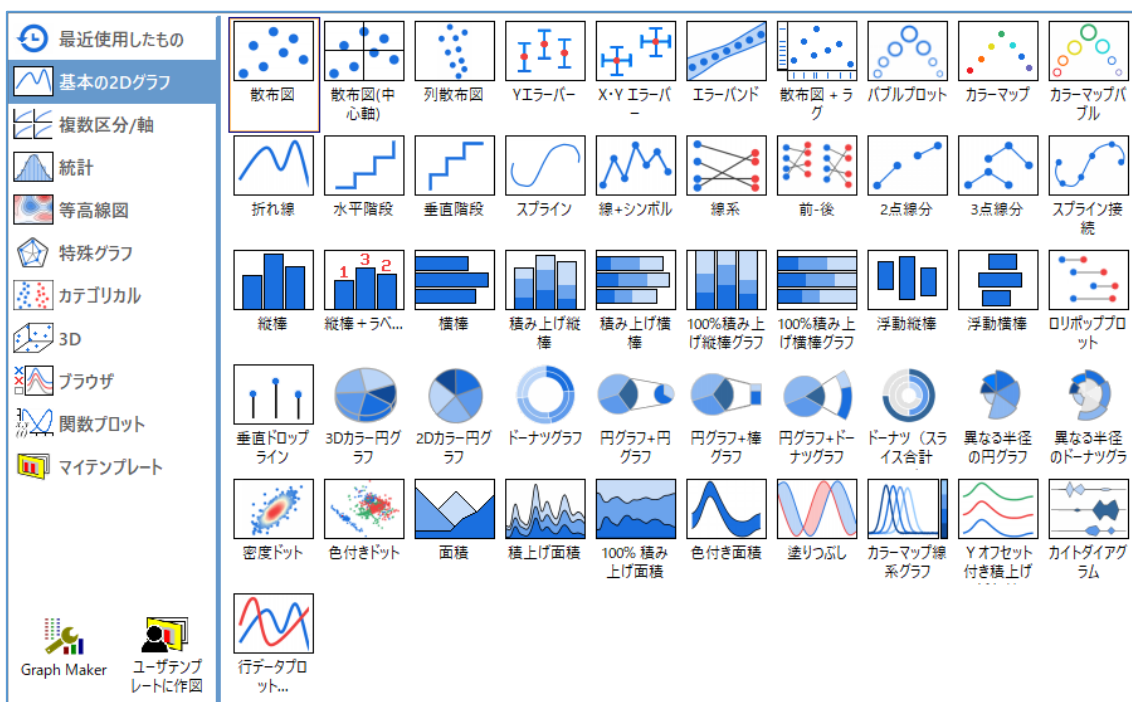 最近使用したもの
基本の2Dグラフ
複数区分/軸
統計
等高線図
特殊グラフ
カテゴリカル
3D
ブラウザ
関数プロット
マイテンプレート
Graph Maker
ユーザテンプ
レートに作図
散布図
散布図(中
心軸)
列散布図
Yエラーバー
X・Y エラーバ
ー
エラーバンド
散布図 + ラ
グ
バブルプロット
カラーマップ
カラーマップバ
ブル
折れ線
水平階段
垂直階段
スプライン
線+シンボル
線系
前-後
2点線分
3点線分
スプライン接
続
1 3 2
縦棒
縦棒 + ラベ...
横棒
積み上げ縦
棒
積み上げ横
棒
100%積み上
げ縦棒グラフ
100%積み上
げ横棒グラフ
浮動縦棒
浮動横棒
ロリポッププロ
ット
垂直ドロップ
ライン
3Dカラー円グ
ラフ
2Dカラー円グ
ラフ
ドーナツグラフ
円グラフ+円
グラフ
円グラフ+棒
グラフ
円グラフ+ドー
ナツグラフ
ドーナツ（スラ
イス合計
異なる半径
の円グラフ
異なる半径
のドーナツグラ
密度ドット
色付きドット
面積
積上げ面積
100% 積み
上げ面積
色付き面積
塗りつぶし
カラーマップ線
系グラフ
Y オフセット
付き積上げ
カイトダイアグ
ラム
行データプロ
ット...